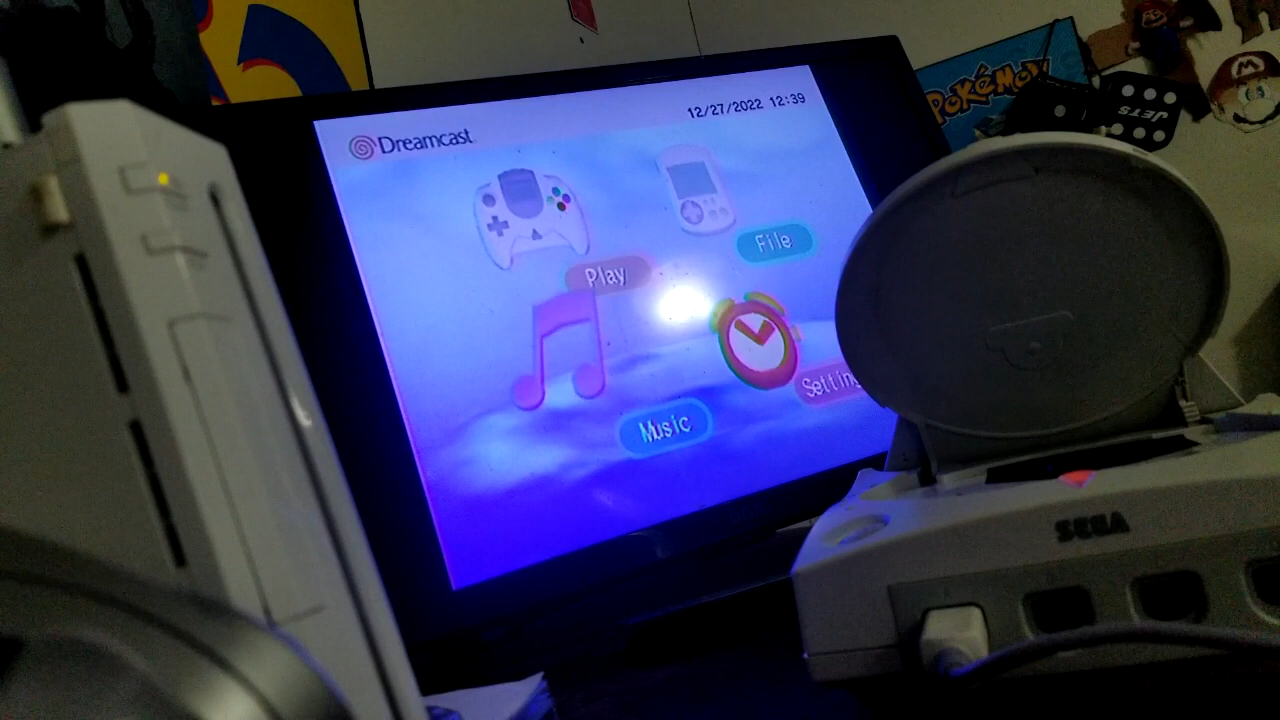 Dreamcast
12/27/2022 12:39
Play
File
Music
Setting
POKéMON
JETS
SEGA